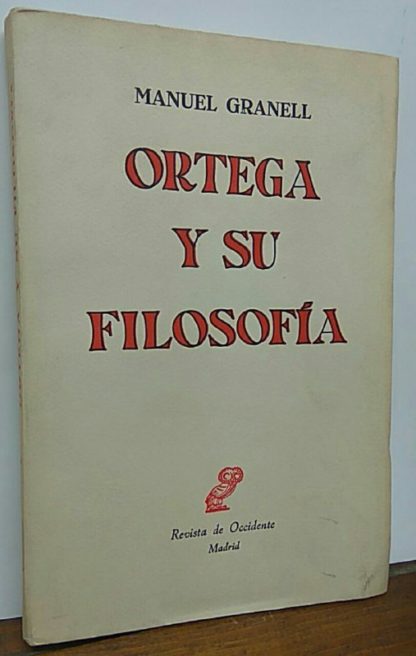 MANUEL GRANELL
ORTEGA
Y SU
FILOSOFÍA
Revista de Occidente
Madrid